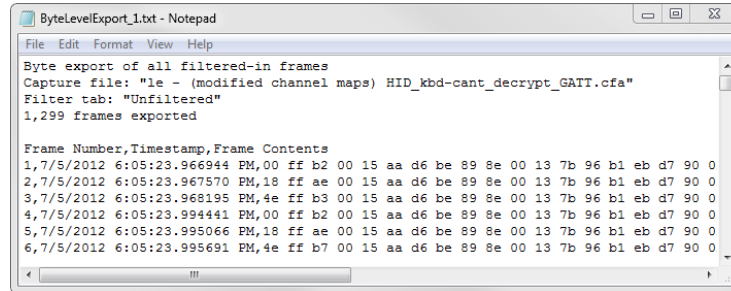 ByteLevelExport_1.txt - Notepad
File Edit Format View Help
Byte export of all filtered-in frames
Capture file: "le - (modified channel maps) HID_kbd-cant_decrypt_GATT.cfa"
Filter tab: "Unfiltered"
1,299 frames exported
Frame Number,Timestamp,Frame Contents
1,7/5/2012 6:05:23.966944 PM,00 ff b2 00 15 aa d6 be 89 8e 00 13 7b 96 b1 eb d7 90 0
2,7/5/2012 6:05:23.967570 PM,18 ff ae 00 15 aa d6 be 89 8e 00 13 7b 96 b1 eb d7 90 0
3,7/5/2012 6:05:23.968195 PM,4e ff b3 00 15 aa d6 be 89 8e 00 13 7b 96 b1 eb d7 90 0
4,7/5/2012 6:05:23.994441 PM,00 ff b2 00 15 aa d6 be 89 8e 00 13 7b 96 b1 eb d7 90 0
5,7/5/2012 6:05:23.995066 PM,18 ff ae 00 15 aa d6 be 89 8e 00 13 7b 96 b1 eb d7 90 0
6,7/5/2012 6:05:23.995691 PM,4e ff b7 00 15 aa d6 be 89 8e 00 13 7b 96 b1 eb d7 90 0